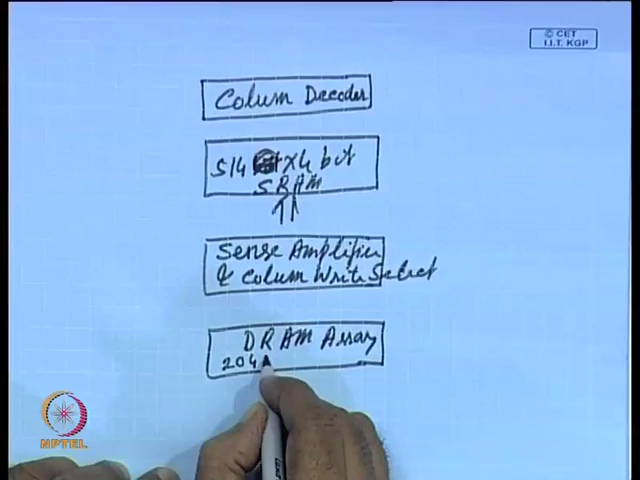 © CET
I.I.T. KGP
Colum Decoder
514 X4 bit
SRAM
Sense Amplifier
& Colum Write Select
DRAM Array
204
NPTEL